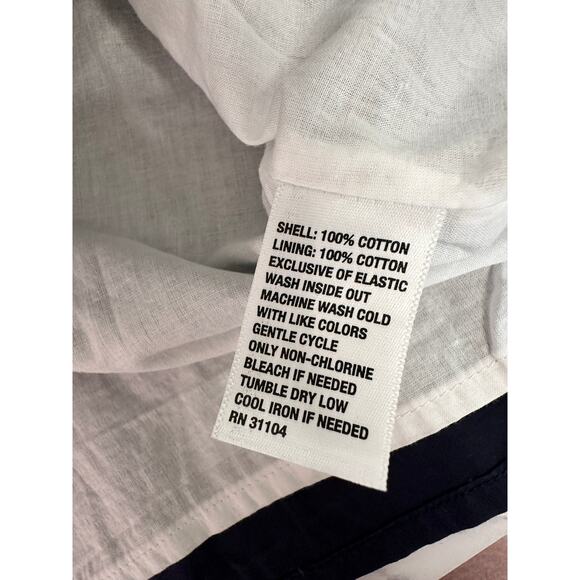 SHELL: 100% COTTON
LINING: 100% COTTON
EXCLUSIVE OF ELASTIC
WASH INSIDE OUT
MACHINE WASH COLD
WITH LIKE COLORS
GENTLE CYCLE
ONLY NON-CHLORINE
BLEACH IF NEEDED
TUMBLE DRY LOW
COOL IRON IF NEEDED
RN 31104